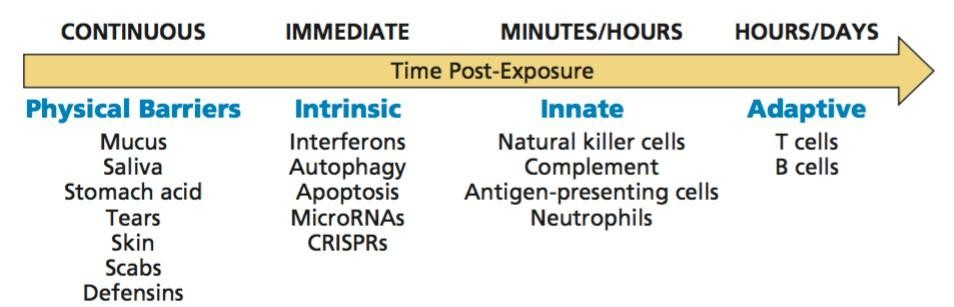 CONTINUOUS IMMEDIATE MINUTES/HOURS HOURS/DAYS
Time Post-Exposure
Physical Barriers Intrinsic Innate Adaptive
Mucus Interferons Natural killer cells T cells
Saliva Autophagy Complement B cells
Stomach acid Apoptosis Antigen-presenting cells
Tears MicroRNAs Neutrophils
Skin CRISPRs
Scabs
Defensins